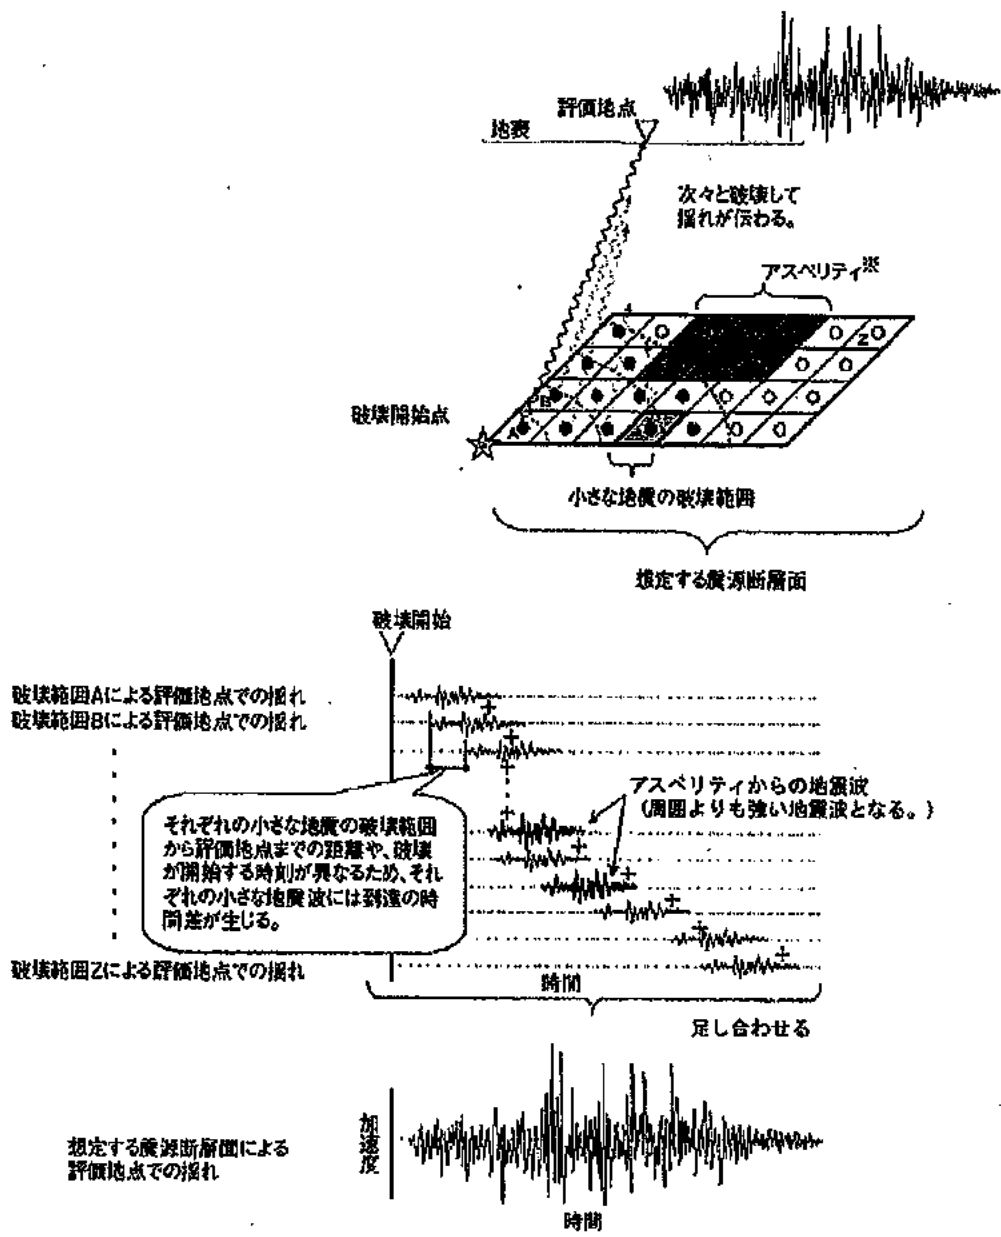 評価地点
地表
次々と破壊して
揺れが伝わる。
アスペリティ※
Z
B
A
破壊開始点
小さな地震の破壊範囲
想定する震源断層面
破壊開始
破壊範囲Aによる評価地点での揺れ
破壊範囲Bによる評価地点での揺れ
アスペリティからの地震波
(周囲よりも強い地震波となる。)
それぞれの小さな地震の破壊範囲
から評価地点までの距離や、破壊
が開始する時刻が異なるため、それ
ぞれの小さな地震波には到達の時
間差が生じる。
破壊範囲Zによる評価地点での揺れ
時間
足し合わせる
加速度
想定する震源断層面による
評価地点での揺れ
時間